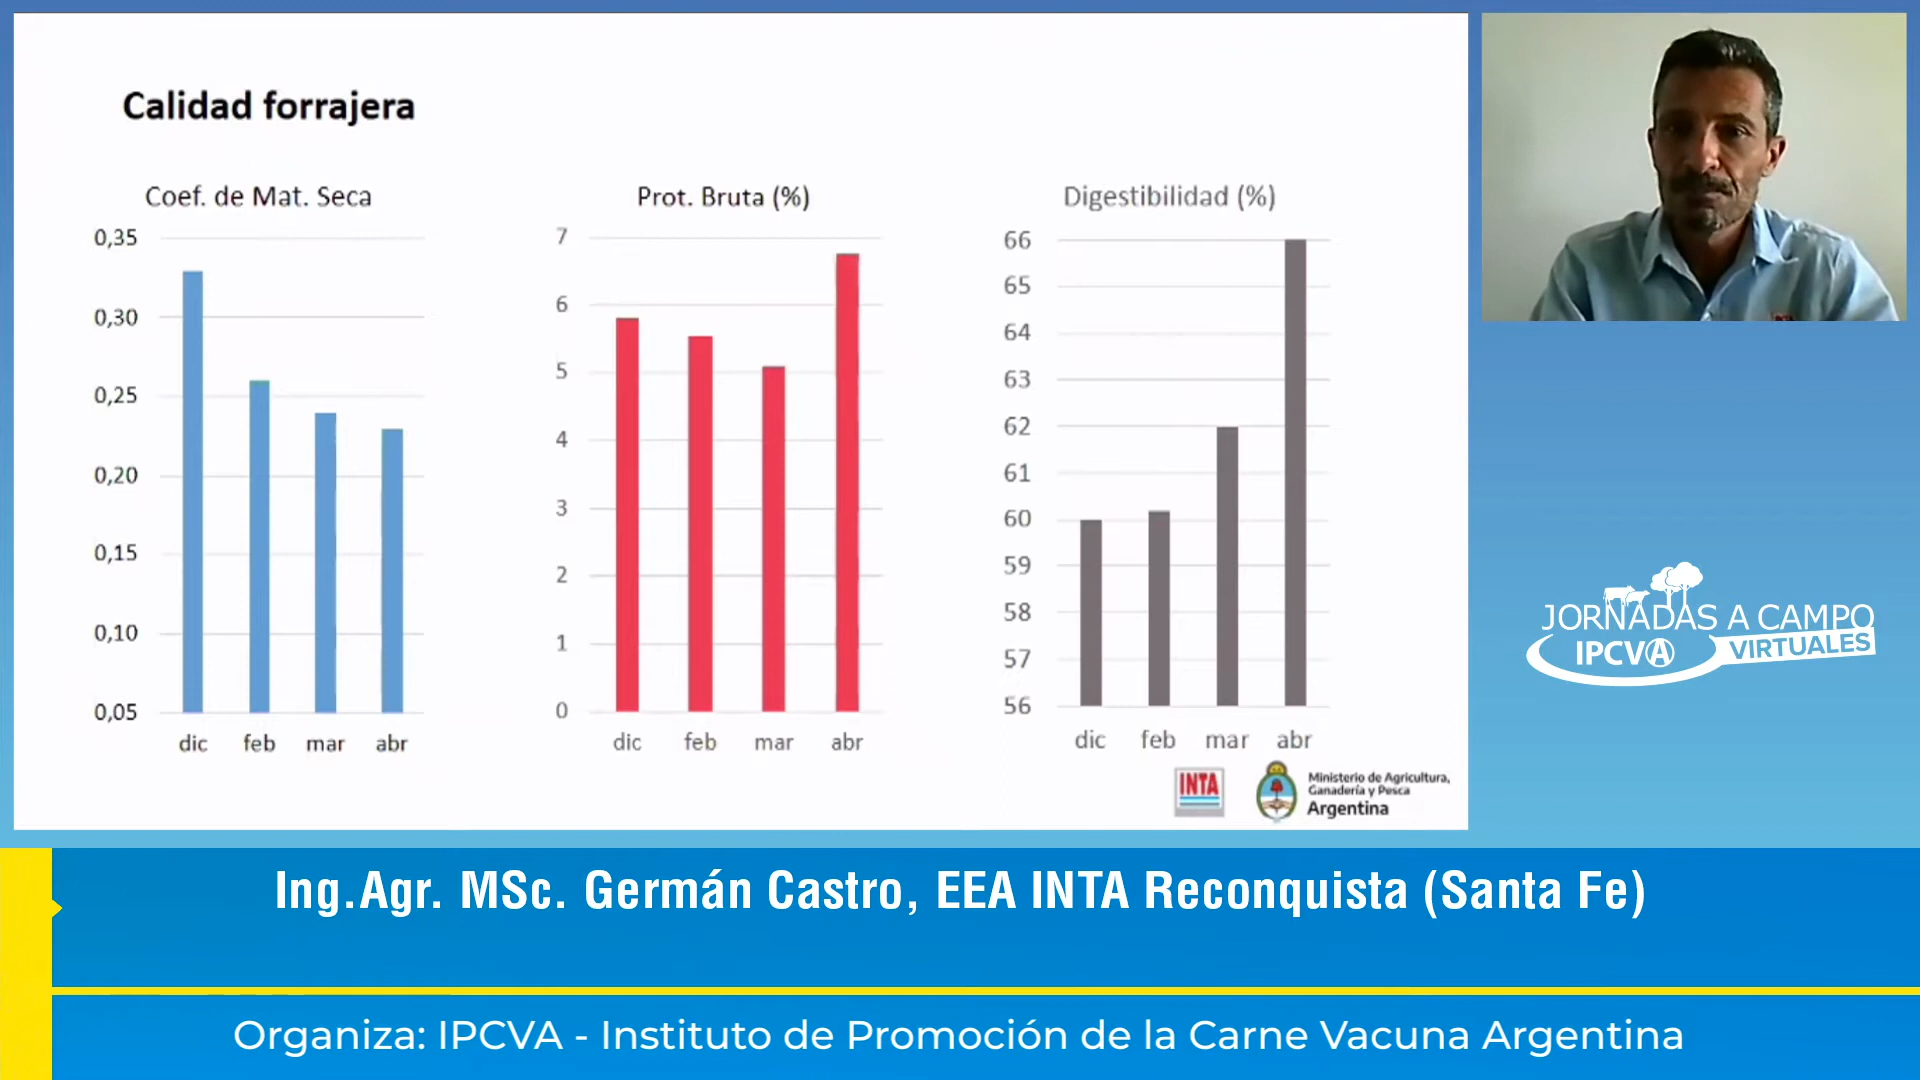 Calidad forrajera
Coef. de Mat. Seca
0,35
0,30
0,25
0,20
0,15
0,10
0,05
dic feb mar abr
Prot. Bruta (%)
7
6
5
4
3
2
1
0
dic feb mar abr
Digestibilidad (%)
66
65
64
63
62
61
60
59
58
57
56
dic feb mar abr
INTA
Ministerio de Agricultura,
Ganadería y Pesca
Argentina
JORNADAS A CAMPO
IPCVA VIRTUALES
Ing.Agr. MSc. Germán Castro, EEA INTA Reconquista (Santa Fe)
Organiza: IPCVA - Instituto de Promoción de la Carne Vacuna Argentina